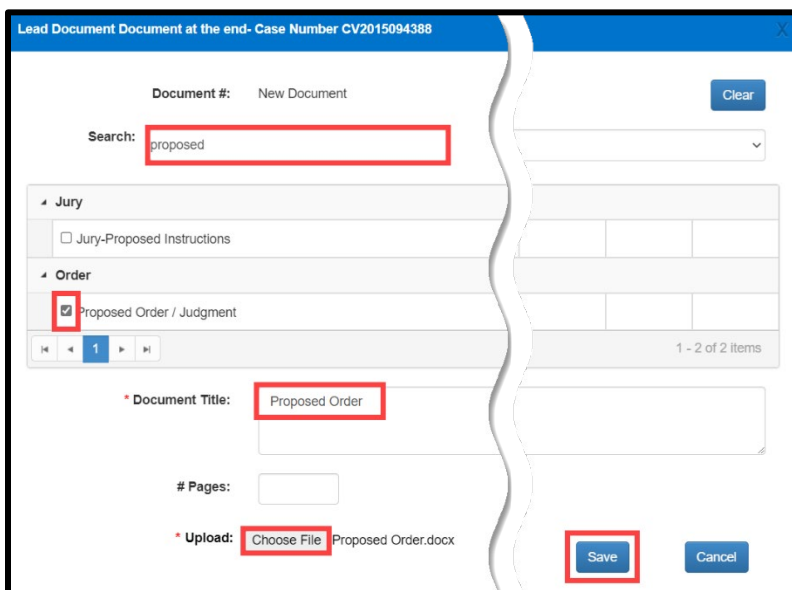 Lead Document Document at the end- Case Number CV2015094388 X
Document #: New Document Clear
Search: proposed
Jury
Jury-Proposed Instructions
Order
Proposed Order / Judgment
1 1 - 2 of 2 items
* Document Title: Proposed Order
# Pages:
* Upload: Choose File Proposed Order.docx
Save Cancel